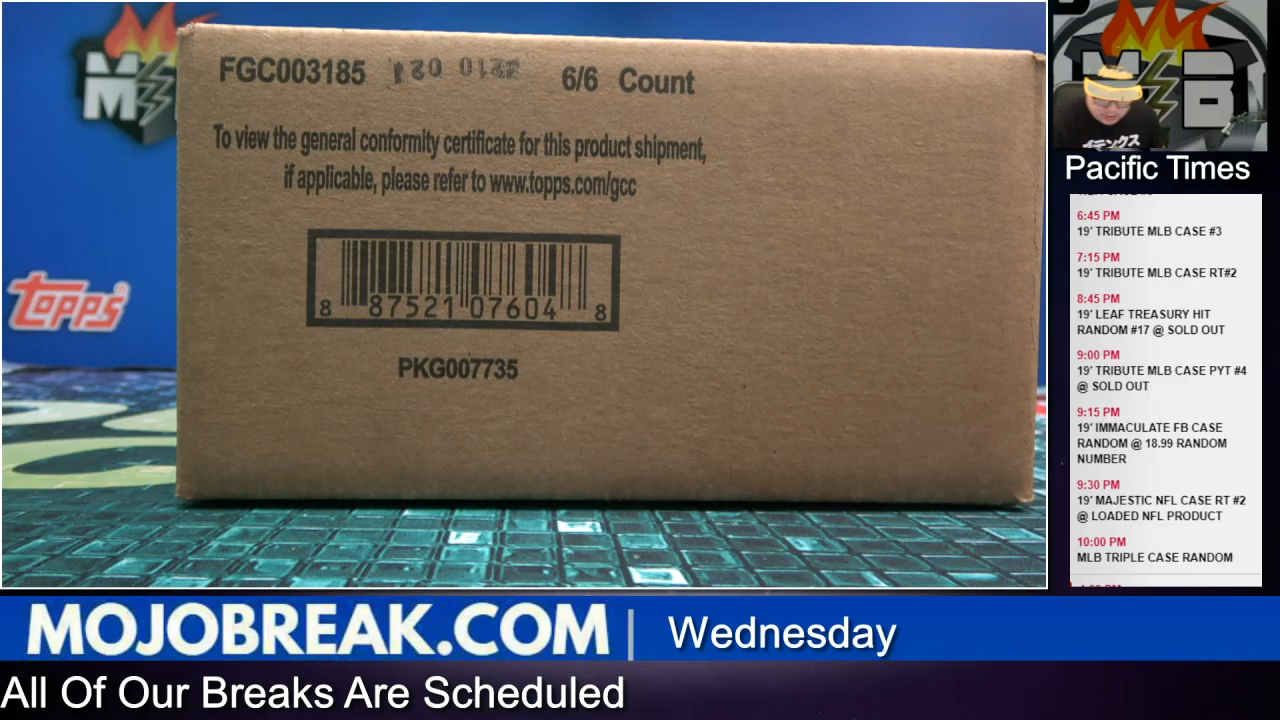 FGC003185
6/6 Count
To view the general conformity certificate for this product shipment,
if applicable, please refer to www.topps.com/gcc
8 87521 07604 8
PKG007735
topps
Pacific Times
6:45 PM
19' TRIBUTE MLB CASE #3
7:15 PM
19' TRIBUTE MLB CASE RT#2
8:45 PM
19' LEAF TREASURY HIT
RANDOM #17 @ SOLD OUT
9:00 PM
19' TRIBUTE MLB CASE PYT #4
@ SOLD OUT
9:15 PM
19' IMMACULATE FB CASE
RANDOM @ 18.99 RANDOM
NUMBER
9:30 PM
19' MAJESTIC NFL CASE RT #2
@ LOADED NFL PRODUCT
10:00 PM
MLB TRIPLE CASE RANDOM
MOJOBREAK.COM
Wednesday
All Of Our Breaks Are Scheduled